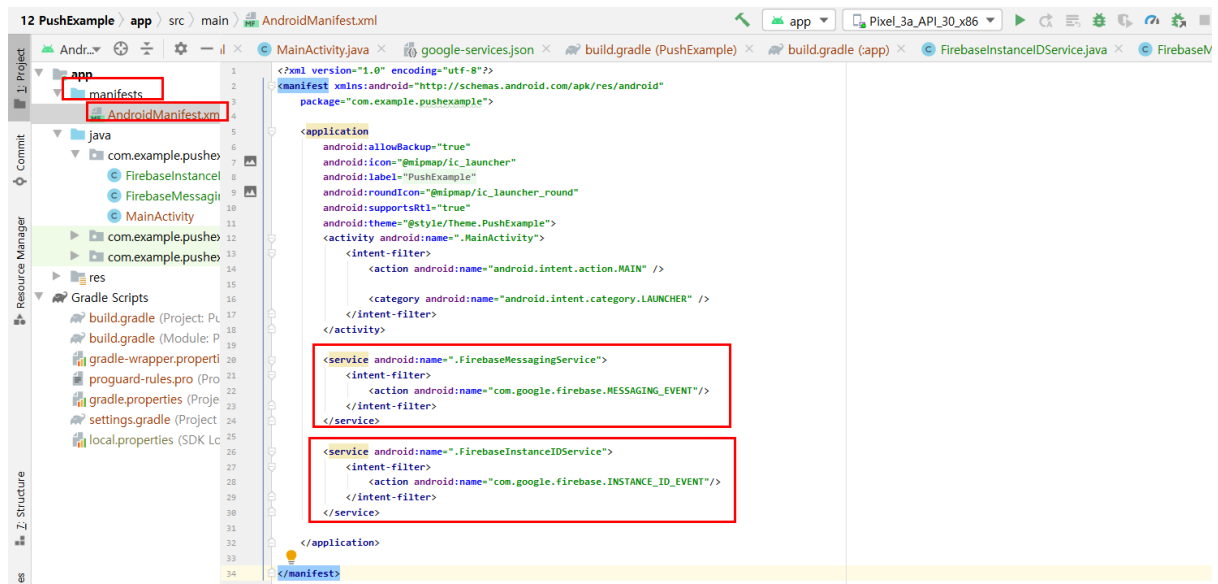 12 PushExample app src main AndroidManifest.xml app Pixel_3a_API_30_x86
Andr... MainActivity.java google-services.json build.gradle (PushExample) build.gradle (:app) FirebaseInstanceIDService.java FirebaseM
1: Project
Commit
Resource Manager
7: Structure
es
app
manifests
AndroidManifest.xm
java
com.example.pushex
FirebaseInstanceI
FirebaseMessagin
MainActivity
com.example.pushex
com.example.pushex
res
Gradle Scripts
build.gradle (Project: Pu
build.gradle (Module: P
gradle-wrapper.properti
proguard-rules.pro (Pro
gradle.properties (Proje
settings.gradle (Project
local.properties (SDK Lo
1 <?xml version="1.0" encoding="utf-8"?>
2 <manifest xmlns:android="http://schemas.android.com/apk/res/android"
3 package="com.example.pushexample">
4
5 <application
6 android:allowBackup="true"
7 android:icon="@mipmap/ic_launcher"
8 android:label="PushExample"
9 android:roundIcon="@mipmap/ic_launcher_round"
10 android:supportsRtl="true"
11 android:theme="@style/Theme.PushExample">
12 <activity android:name=".MainActivity">
13 <intent-filter>
14 <action android:name="android.intent.action.MAIN" />
15
16 <category android:name="android.intent.category.LAUNCHER" />
17 </intent-filter>
18 </activity>
19
20 <service android:name=".FirebaseMessagingService">
21 <intent-filter>
22 <action android:name="com.google.firebase.MESSAGING_EVENT"/>
23 </intent-filter>
24 </service>
25
26 <service android:name=".FirebaseInstanceIDService">
27 <intent-filter>
28 <action android:name="com.google.firebase.INSTANCE_ID_EVENT"/>
29 </intent-filter>
30 </service>
31
32 </application>
33
34 </manifest>